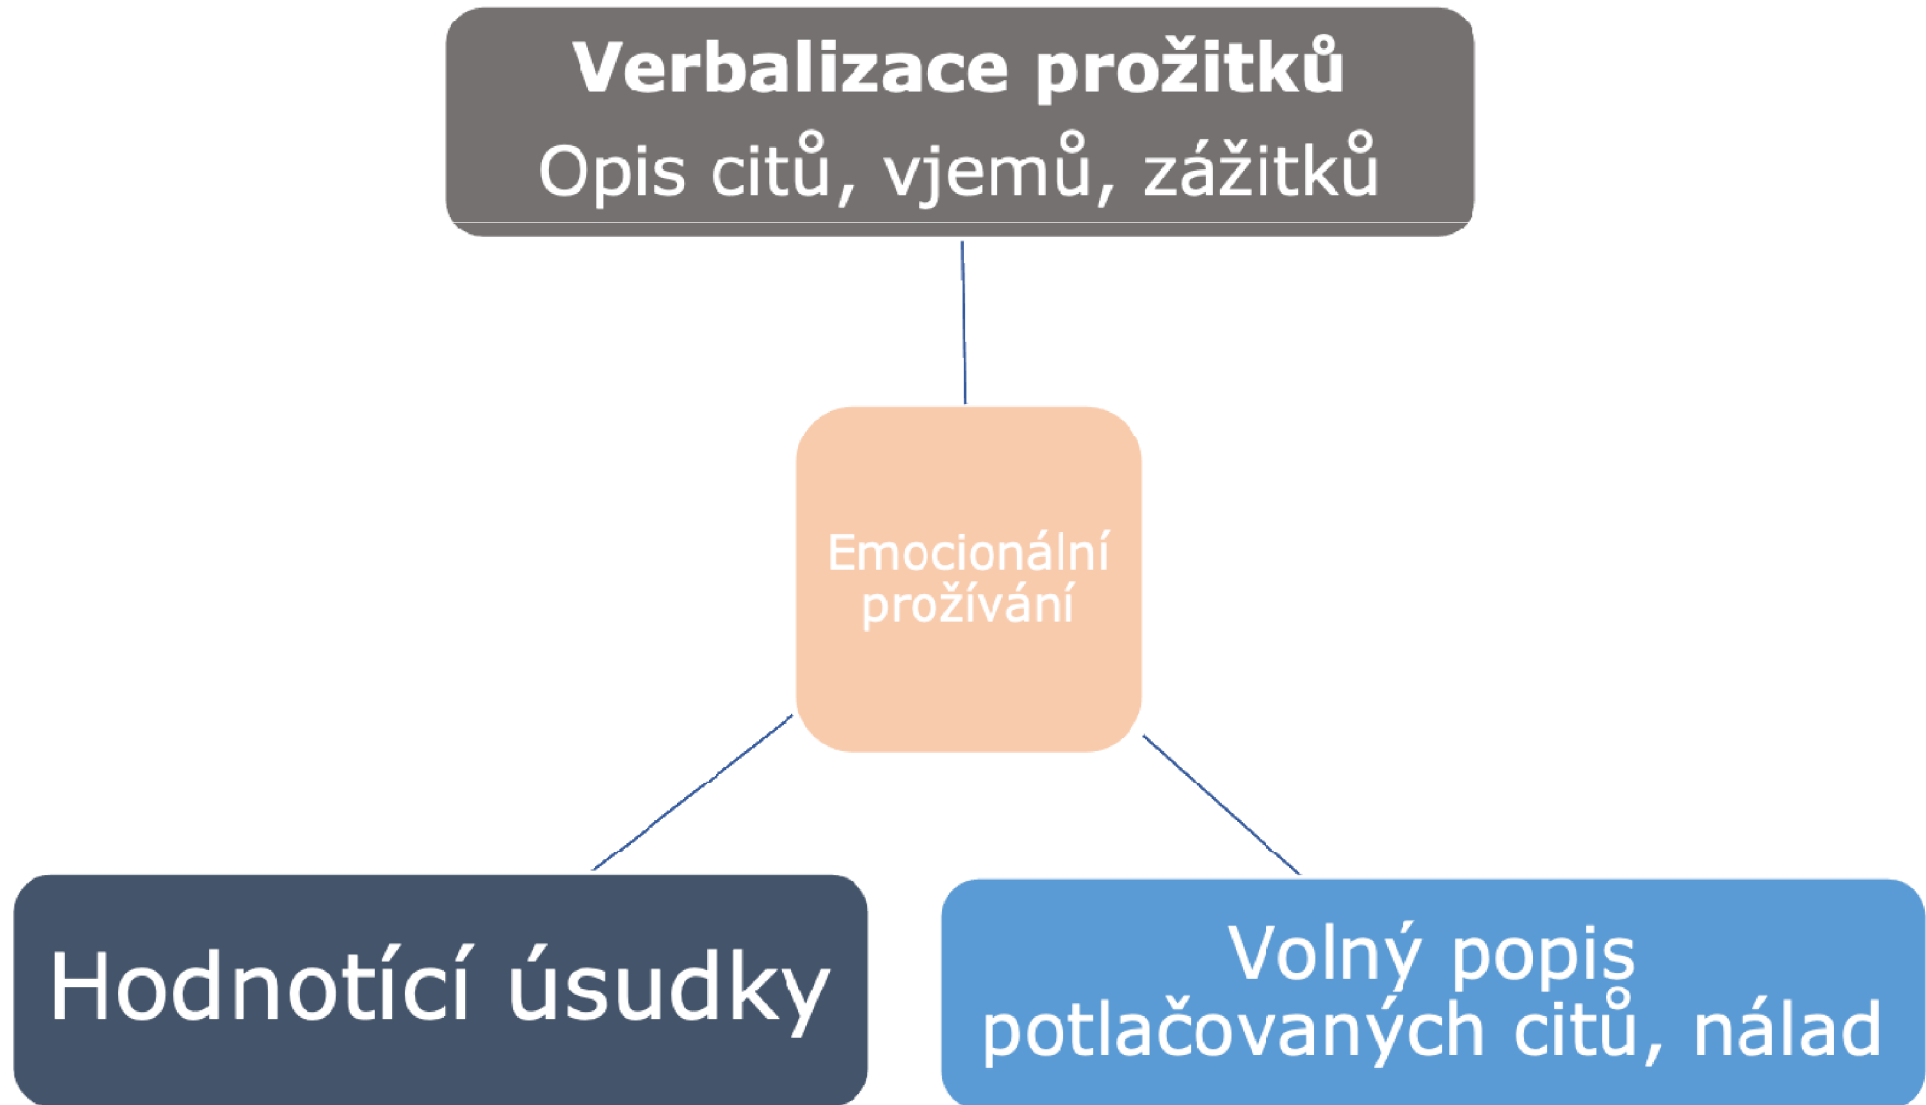 Verbalizace prožitků
Opis citů, vjemů, zážitků
Emocionální
prožívání
Hodnotící úsudky
Volný popis
potlačovaných citů, nálad